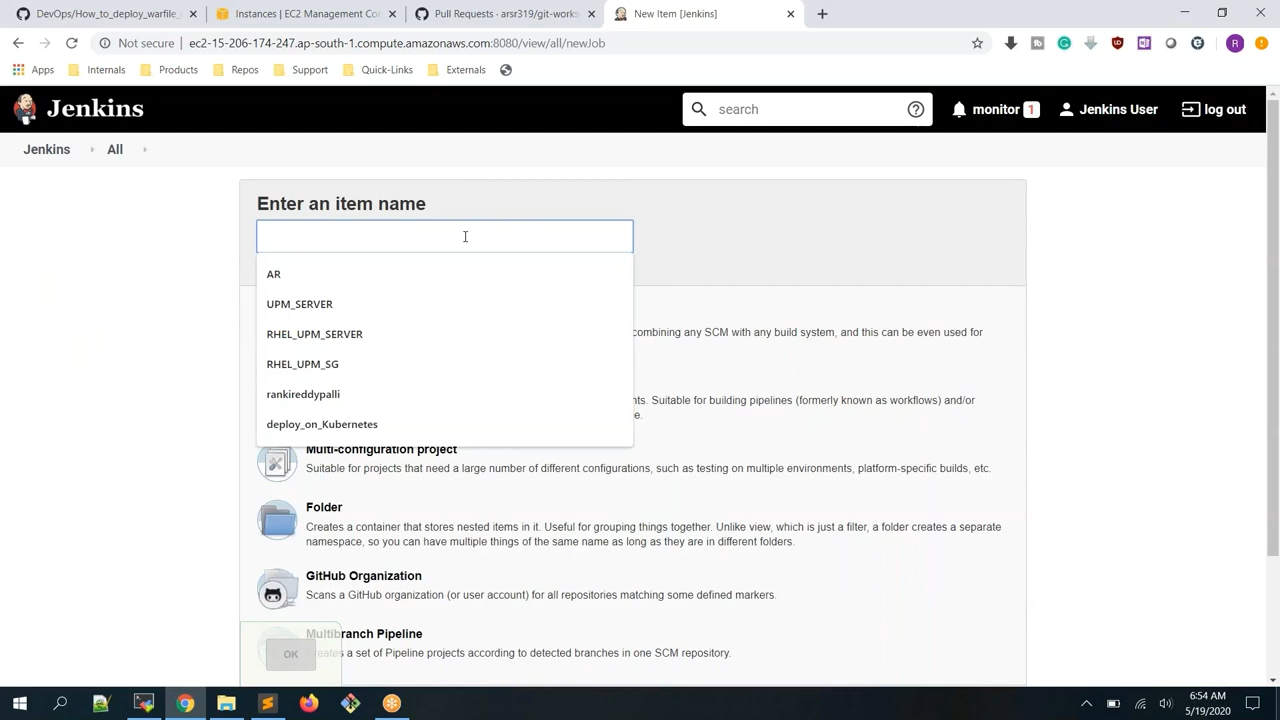 DevOps/How_to_deploy_warfile_
Instances | EC2 Management Co
Pull Requests · arsr319/git-works
New Item [Jenkins]
Not secure | ec2-15-206-174-247.ap-south-1.compute.amazonaws.com:8080/view/all/newJob
Apps Internals Products Repos Support Quick-Links Externals
Jenkins search monitor 1 Jenkins User log out
Jenkins All
Enter an item name
AR
UPM_SERVER
RHEL_UPM_SERVER
combining any SCM with any build system, and this can be even used for
RHEL_UPM_SG
rankireddypalli
nts. Suitable for building pipelines (formerly known as workflows) and/or
deploy_on_Kubernetes
Multi-configuration project
Suitable for projects that need a large number of different configurations, such as testing on multiple environments, platform-specific builds, etc.
Folder
Creates a container that stores nested items in it. Useful for grouping things together. Unlike view, which is just a filter, a folder creates a separate
namespace, so you can have multiple things of the same name as long as they are in different folders.
GitHub Organization
Scans a GitHub organization (or user account) for all repositories matching some defined markers.
Multibranch Pipeline
Creates a set of Pipeline projects according to detected branches in one SCM repository.
OK
6:54 AM
5/19/2020